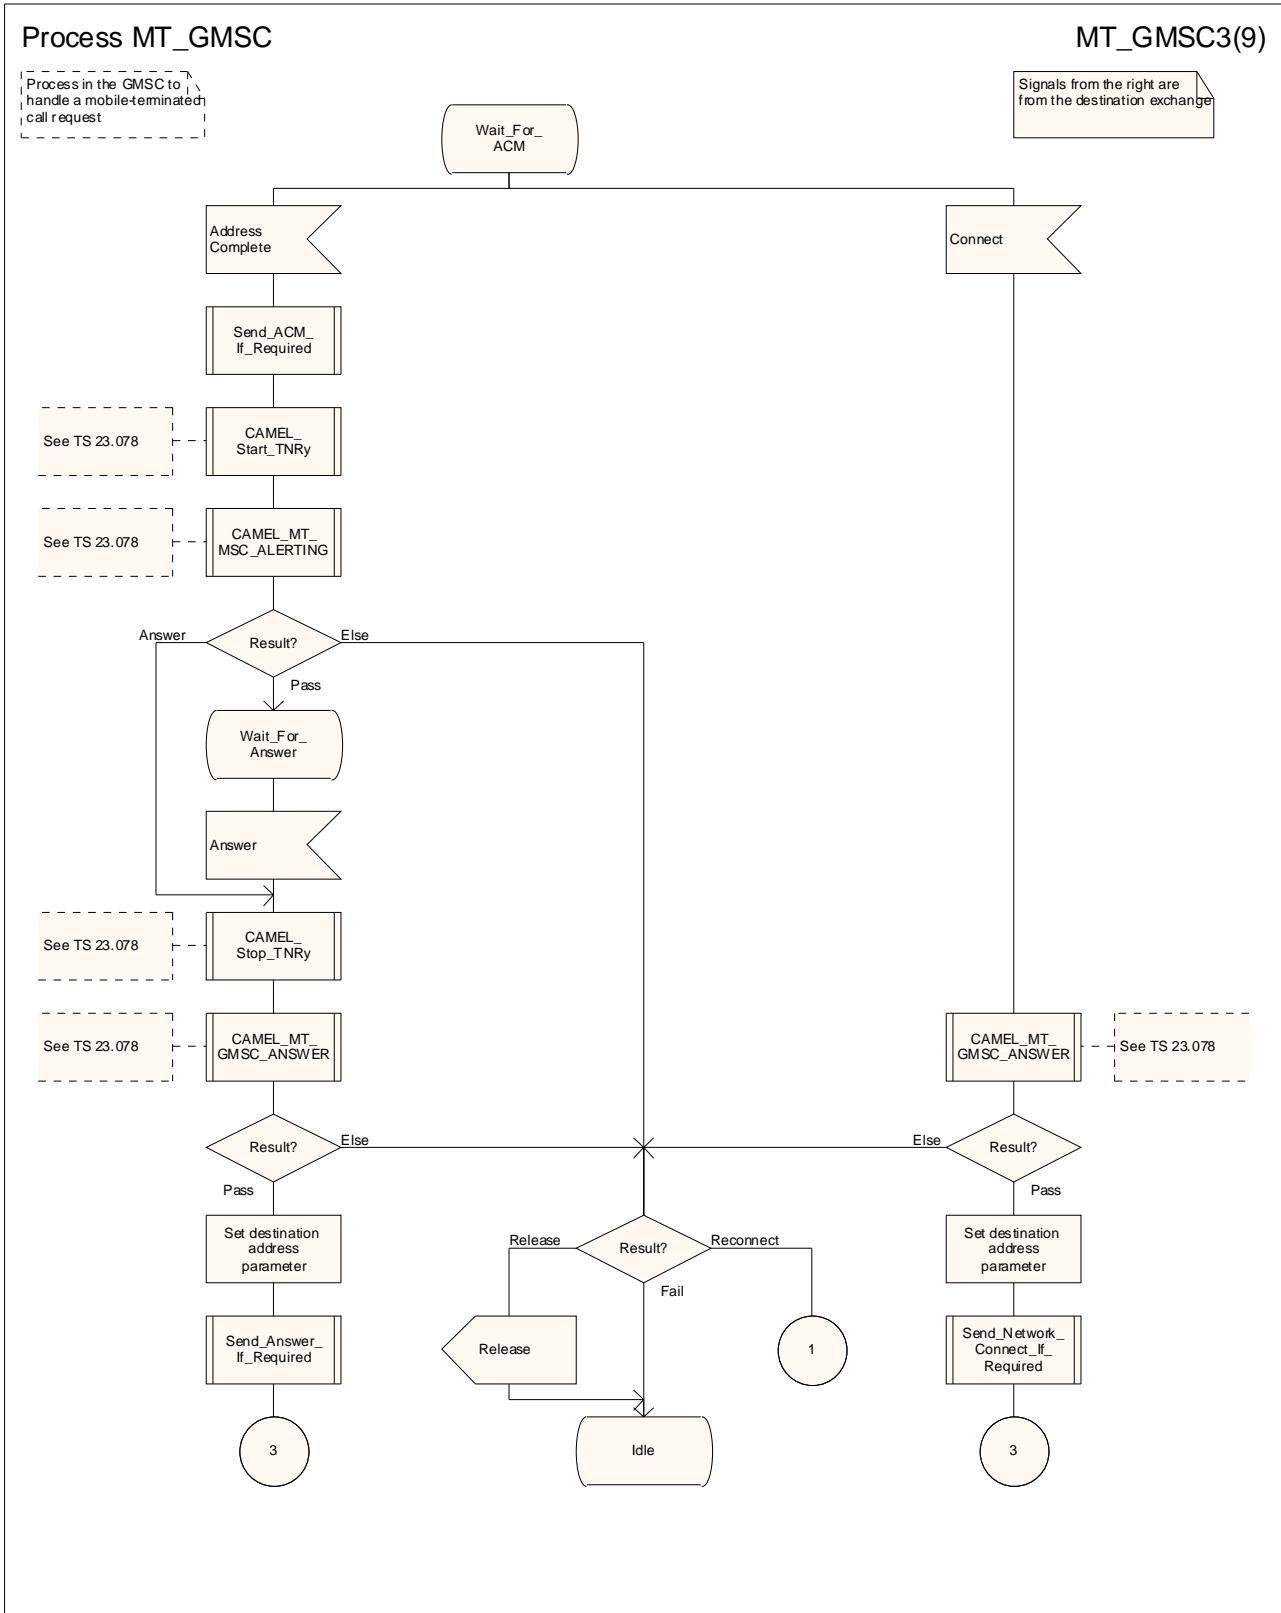 Process MT_GMSC
MT_GMSC3(9)
Process in the GMSC to
handle a mobile-terminated
call request
Signals from the right are
from the destination exchange
Wait_For_
ACM
Address
Complete
Connect
Send_ACM_
If_Required
See TS 23.078
CAMEL_
Start_TNRy
See TS 23.078
CAMEL_MT_
MSC_ALERTING
Answer
Result?
Else
Pass
Wait_For_
Answer
Answer
See TS 23.078
CAMEL_
Stop_TNRy
See TS 23.078
CAMEL_MT_
GMSC_ANSWER
CAMEL_MT_
GMSC_ANSWER
See TS 23.078
Result?
Else
Else
Result?
Pass
Pass
Set destination
address
parameter
Release
Result?
Reconnect
Fail
Set destination
address
parameter
Send_Answer_
If_Required
Release
1
Send_Network_
Connect_If_
Required
3
Idle
3